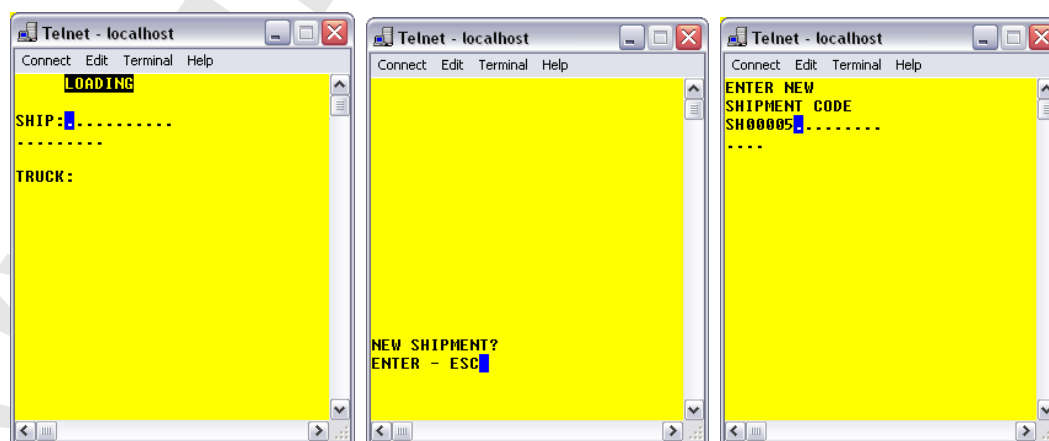 Telnet - localhost
Connect Edit Terminal Help
LOADING
SHIP:...........
.........
TRUCK:
Telnet - localhost
Connect Edit Terminal Help
NEW SHIPMENT?
ENTER - ESC
Telnet - localhost
Connect Edit Terminal Help
ENTER NEW
SHIPMENT CODE
SH00005.........
....